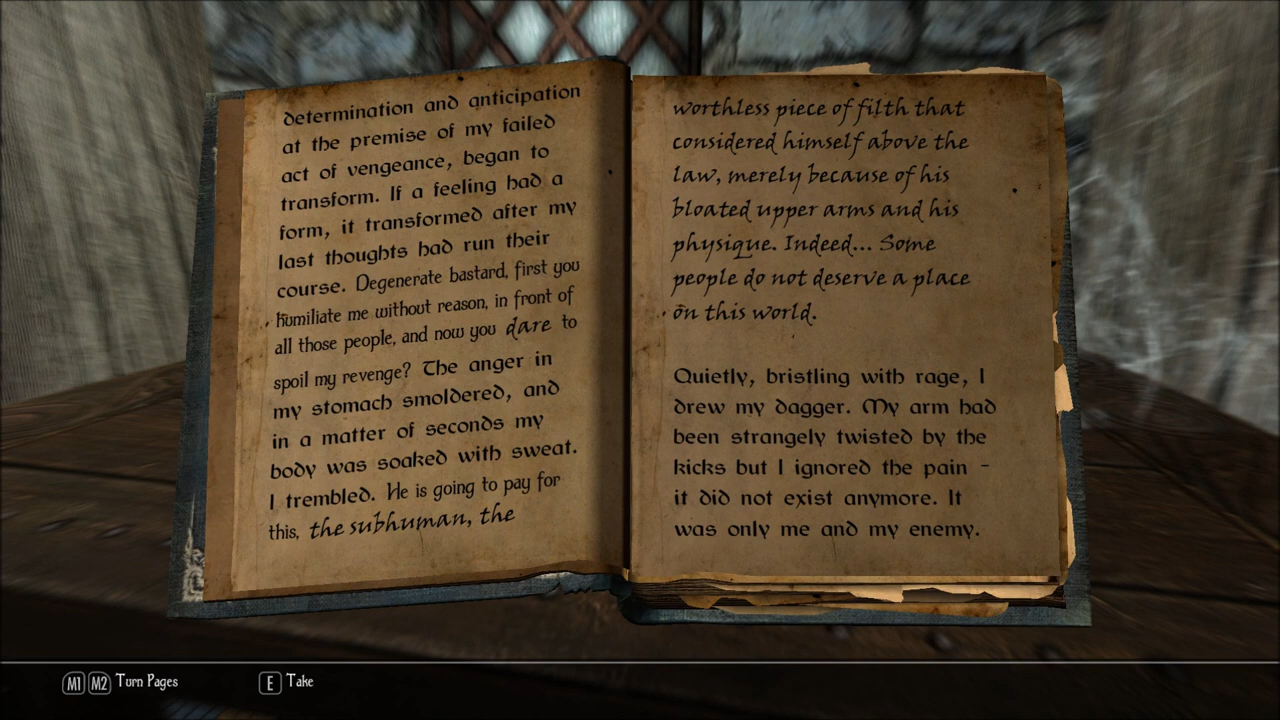 determination and anticipation
at the premise of my failed
act of vengeance, began to
transform. If a feeling had a
form, it transformed after my
last thoughts had run their
course. Degenerate bastard, first you
humiliate me without reason, in front of
all those people, and now you dare to
spoil my revenge? The anger in
my stomach smoldered, and
in a matter of seconds my
body was soaked with sweat.
I trembled. He is going to pay for
this, the subhuman, the
worthless piece of filth that
considered himself above the
law, merely because of his
bloated upper arms and his
physique. Indeed... Some
people do not deserve a place
on this world.
Quietly, bristling with rage, I
drew my dagger. My arm had
been strangely twisted by the
kicks but I ignored the pain -
it did not exist anymore. It
was only me and my enemy.
M1 M2 Turn Pages
E Take